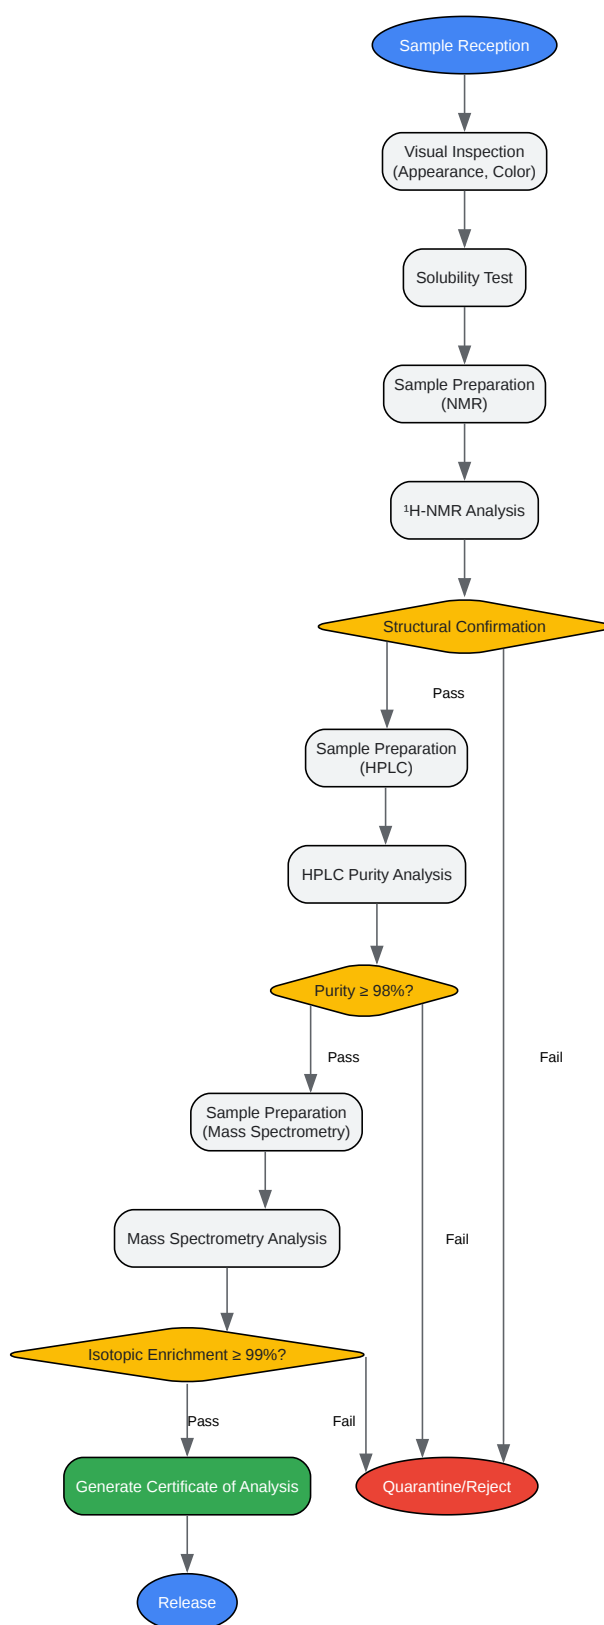 Sample Reception
Visual Inspection
(Appearance, Color)
Solubility Test
Sample Preparation
(NMR)
¹H-NMR Analysis
Structural Confirmation
Pass
Sample Preparation
(HPLC)
HPLC Purity Analysis
Purity ≥ 98%?
Pass
Fail
Sample Preparation
(Mass Spectrometry)
Mass Spectrometry Analysis
Fail
Isotopic Enrichment ≥ 99%?
Pass
Fail
Generate Certificate of Analysis
Quarantine/Reject
Release